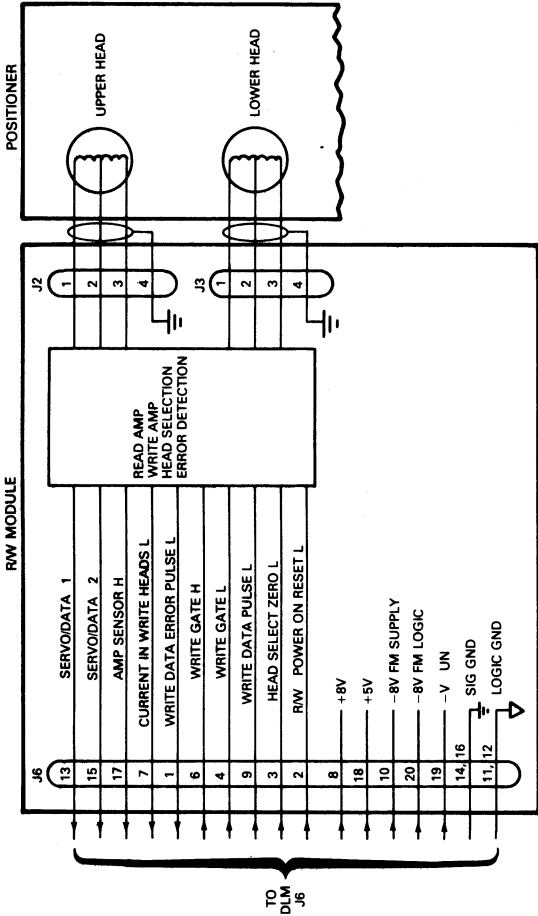 R/W MODULE
POSITIONER
J6
J2
J3
13 SERVO/DATA 1
15 SERVO/DATA 2
17 AMP SENSOR H
7 CURRENT IN WRITE HEADS L
1 WRITE DATA ERROR PULSE L
6 WRITE GATE H
4 WRITE GATE L
9 WRITE DATA PULSE L
3 HEAD SELECT ZERO L
2 R/W POWER ON RESET L
8 +8V
18 +5V
10 -8V FM SUPPLY
20 -8V FM LOGIC
19 -V UN
14, 16 SIG GND
11, 12 LOGIC GND
READ AMP
WRITE AMP
HEAD SELECTION
ERROR DETECTION
1
2
3
4
1
2
3
4
UPPER HEAD
LOWER HEAD
TO
DLM
J6